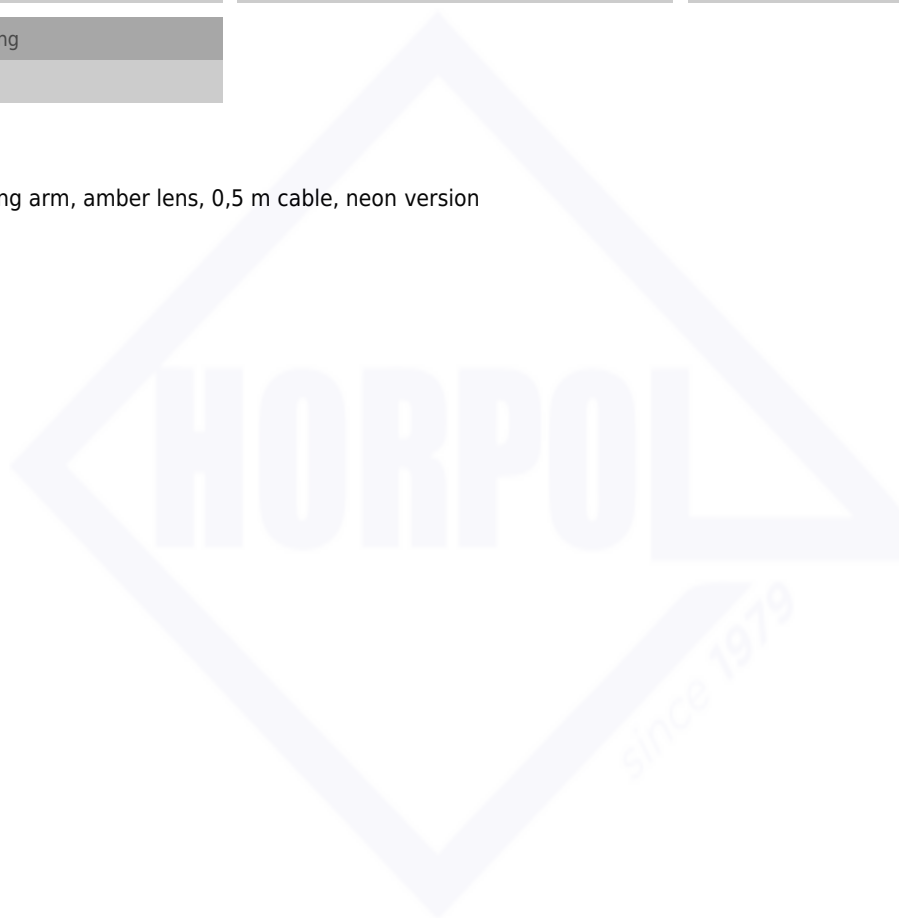 ng
ng arm, amber lens, 0,5 m cable, neon version
HORPOL
since 1979